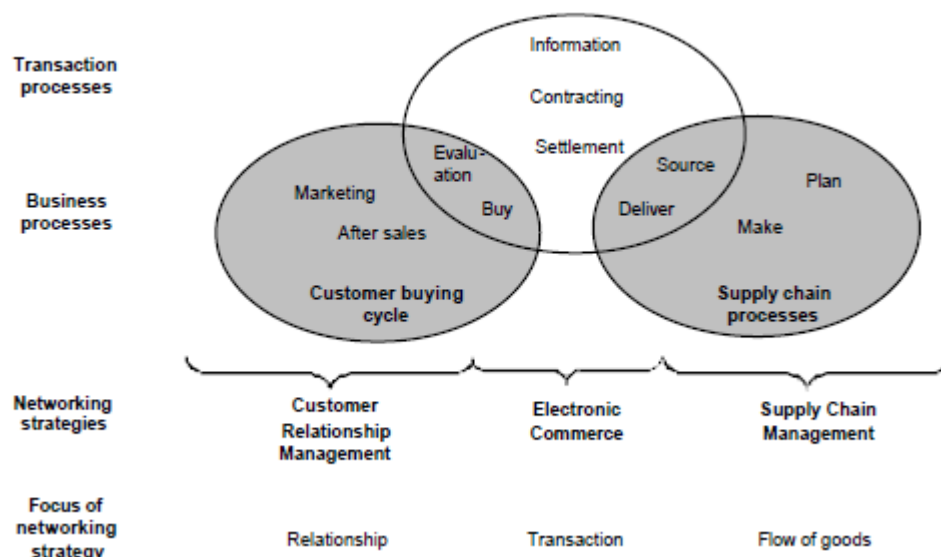 Transaction
processes
Information
Contracting
Settlement
Business
processes
Evalu-
ation
Marketing
Buy
After sales
Customer buying
cycle
Source
Deliver
Plan
Make
Supply chain
processes
Networking
strategies
Customer
Relationship
Management
Electronic
Commerce
Supply Chain
Management
Focus of
networking
strategy
Relationship
Transaction
Flow of goods